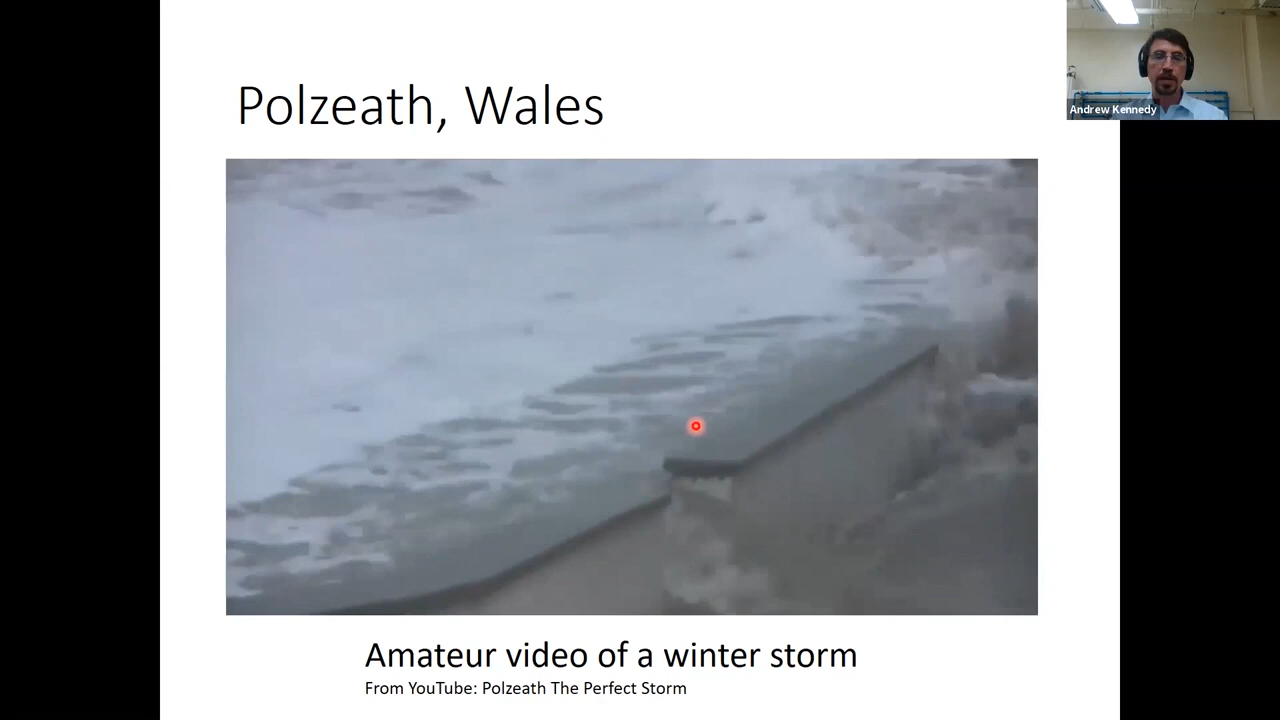 Polzeath, Wales
Andrew Kennedy
Amateur video of a winter storm
From YouTube: Polzeath The Perfect Storm